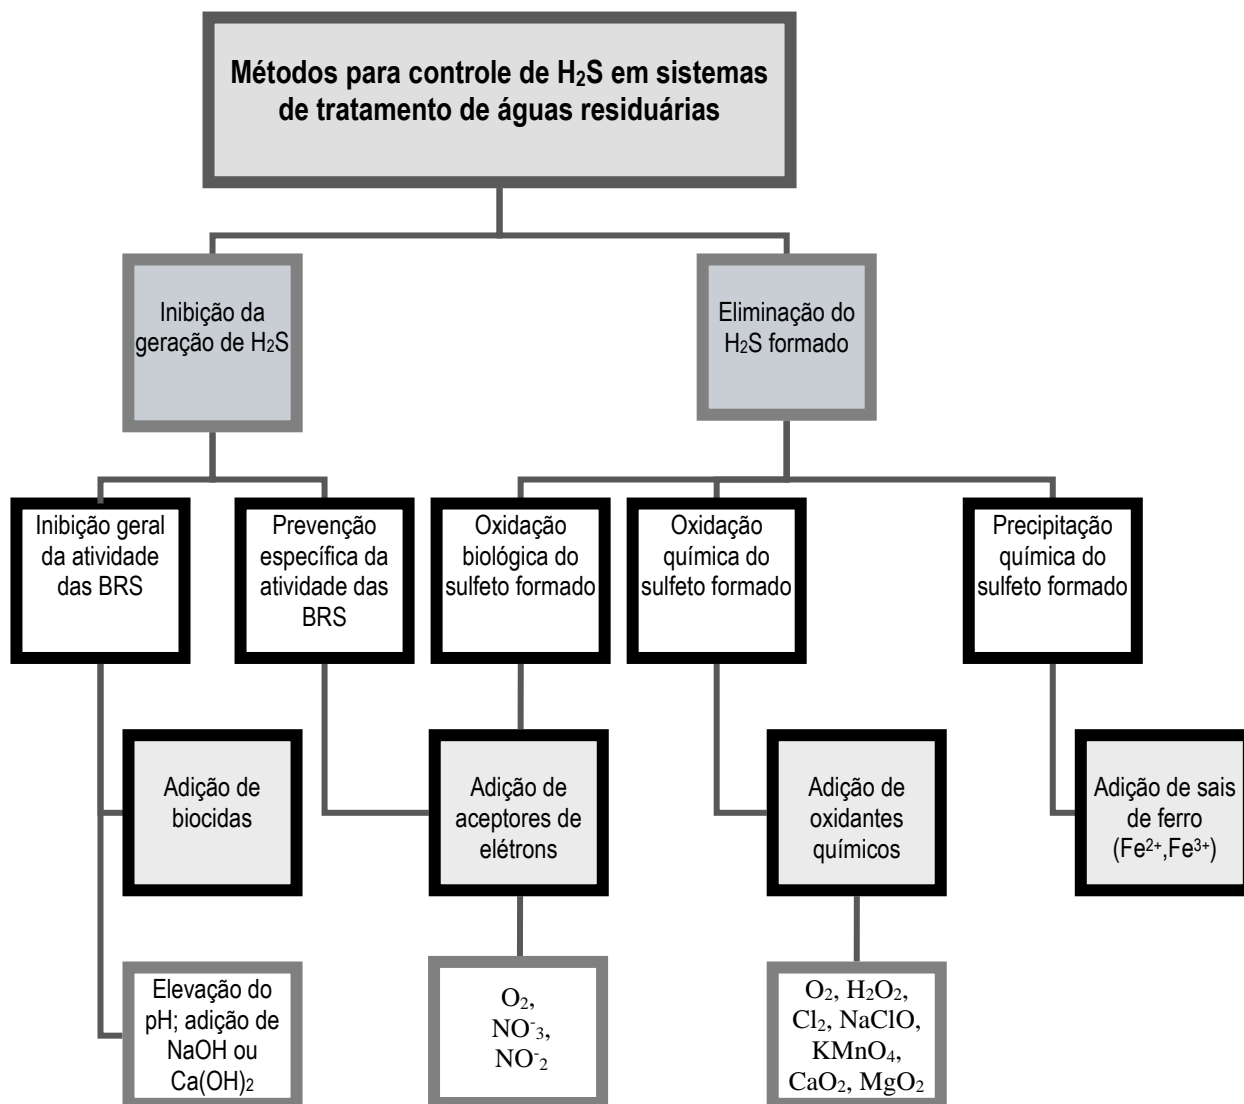 Métodos para controle de H₂S em sistemas
de tratamento de águas residuárias
Inibição da
geração de H₂S
Eliminação do
H₂S formado
Inibição geral
da atividade
das BRS
Prevenção
específica da
atividade das
BRS
Oxidação
biológica do
sulfeto formado
Oxidação
química do
sulfeto formado
Precipitação
química do
sulfeto formado
Adição de
biocidas
Adição de
aceptores de
elétrons
Adição de
oxidantes
químicos
Adição de sais
de ferro
(Fe²⁺,Fe³⁺)
Elevação do
pH; adição de
NaOH ou
Ca(OH)₂
O₂,
NO⁻₃,
NO⁻₂
O₂, H₂O₂,
Cl₂, NaClO,
KMnO₄,
CaO₂, MgO₂